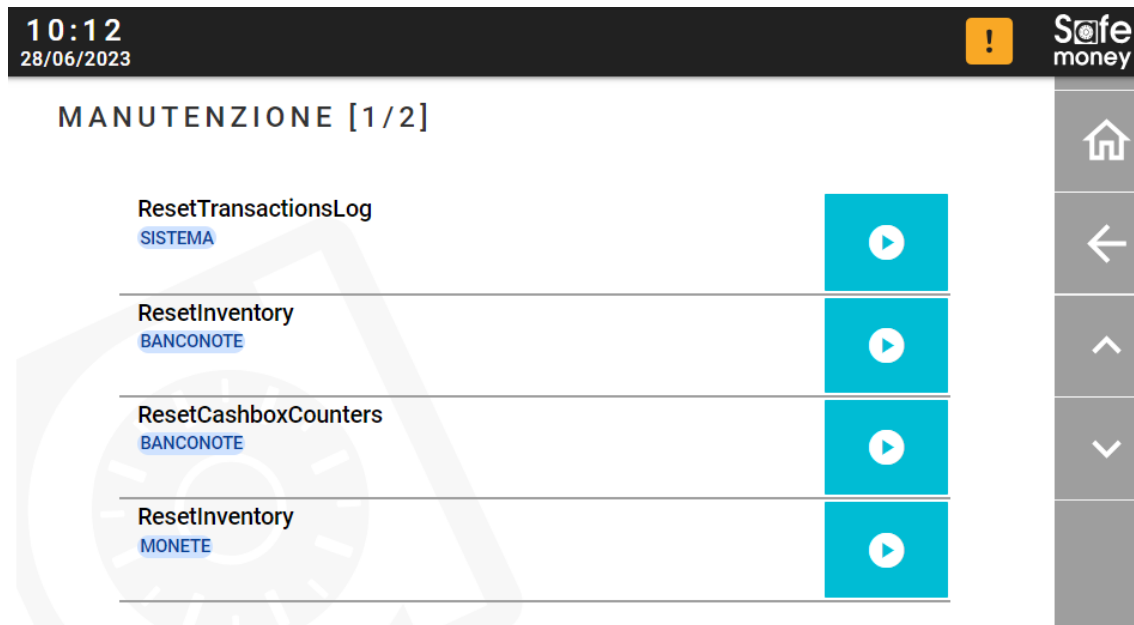 10:12
28/06/2023
!
Safe
money
MANUTENZIONE [1/2]
ResetTransactionsLog
SISTEMA
ResetInventory
BANCONOTE
ResetCashboxCounters
BANCONOTE
ResetInventory
MONETE